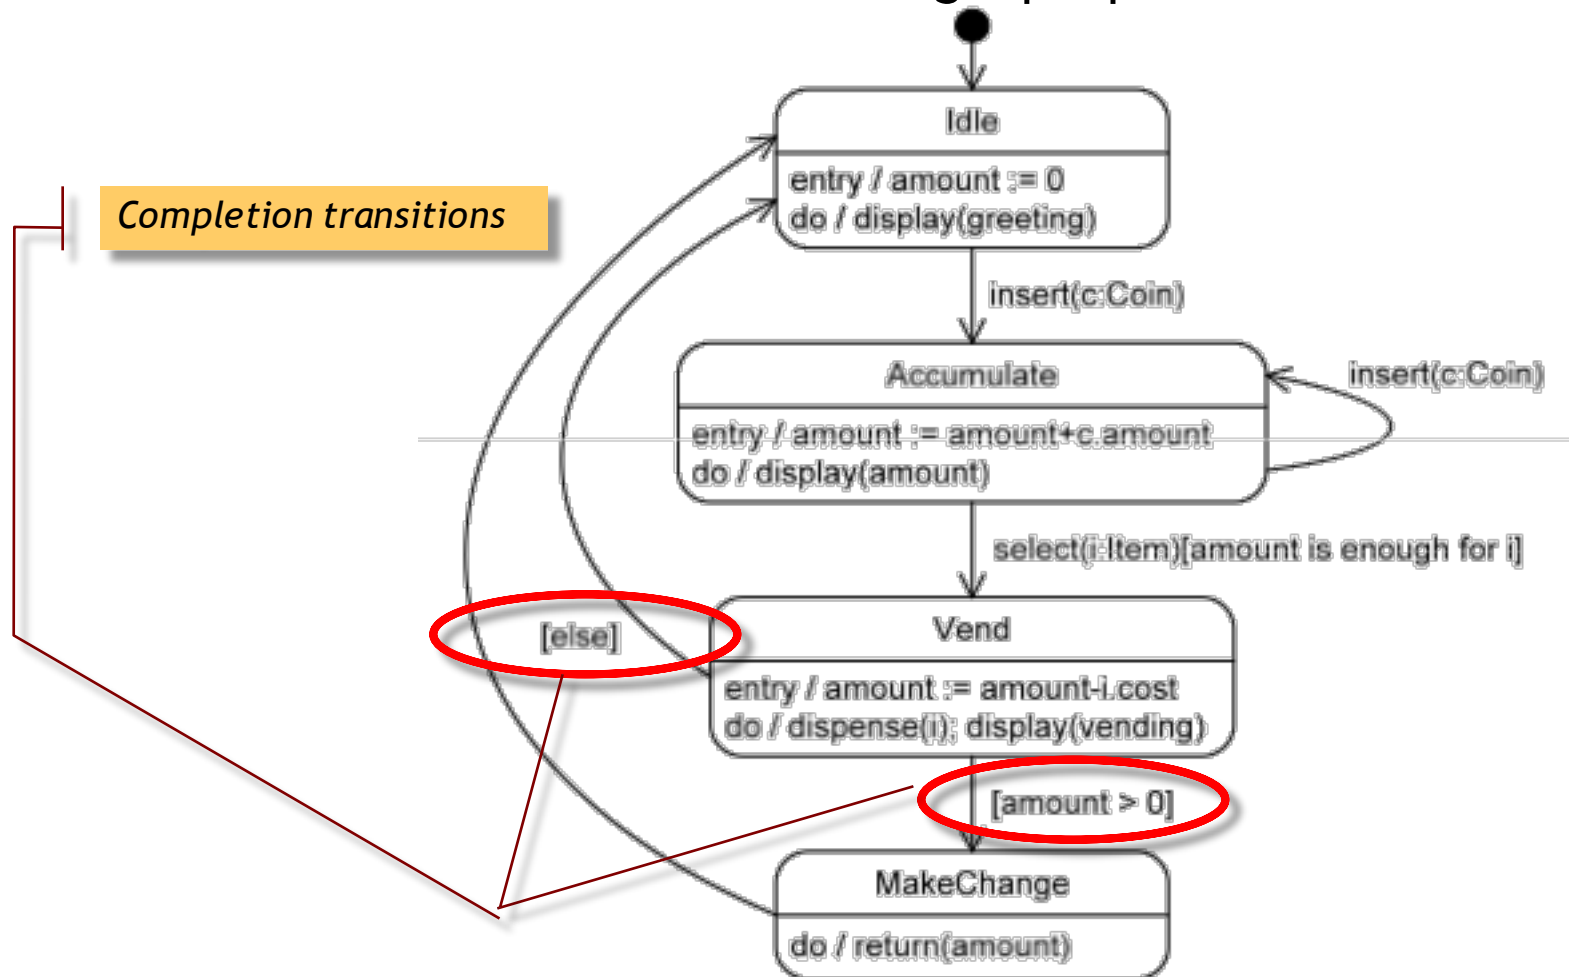 Idle
entry / amount := 0
do / display(greeting)
Completion transitions
insert(c:Coin)
Accumulate
insert(c:Coin)
entry / amount := amount+c.amount
do / display(amount)
select(i:Item)[amount is enough for i]
[else]
Vend
entry / amount := amount-i.cost
do / dispense(i); display(vending)
[amount > 0]
MakeChange
do / return(amount)